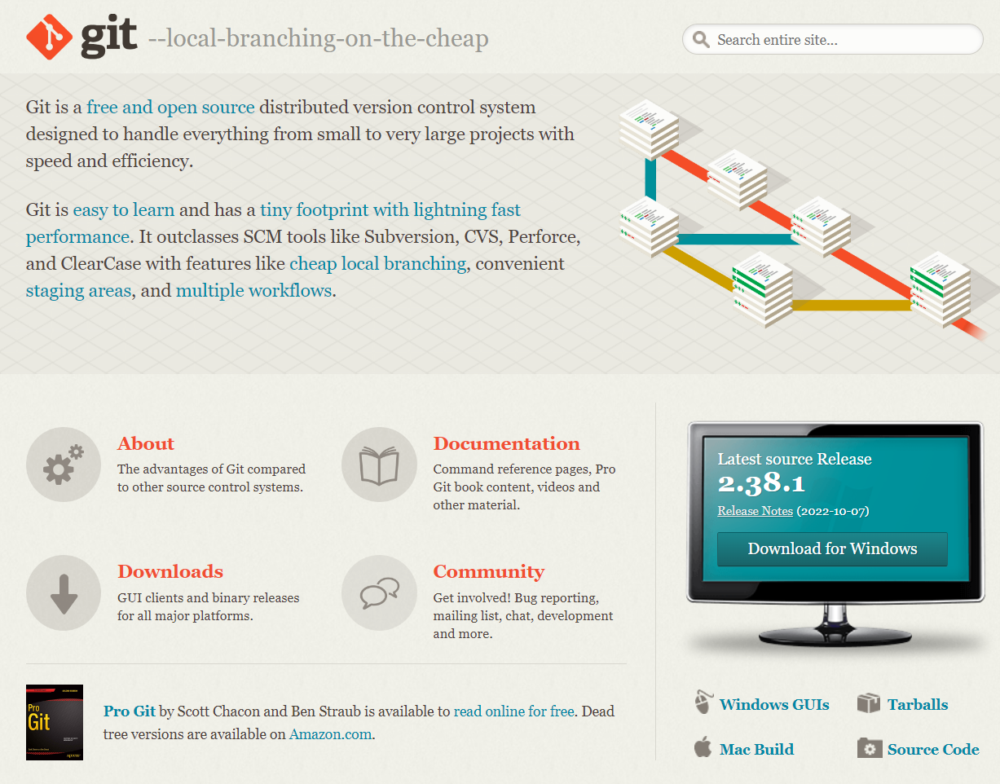 git --local-branching-on-the-cheap
Search entire site...
Git is a free and open source distributed version control system
designed to handle everything from small to very large projects with
speed and efficiency.
Git is easy to learn and has a tiny footprint with lightning fast
performance. It outclasses SCM tools like Subversion, CVS, Perforce,
and ClearCase with features like cheap local branching, convenient
staging areas, and multiple workflows.
About
The advantages of Git compared
to other source control systems.
Documentation
Command reference pages, Pro
Git book content, videos and
other material.
Downloads
GUI clients and binary releases
for all major platforms.
Community
Get involved! Bug reporting,
mailing list, chat, development
and more.
Pro
Git
Apress
Pro Git by Scott Chacon and Ben Straub is available to read online for free. Dead
tree versions are available on Amazon.com.
Latest source Release
2.38.1
Release Notes (2022-10-07)
Download for Windows
Windows GUIs
Tarballs
Mac Build
Source Code